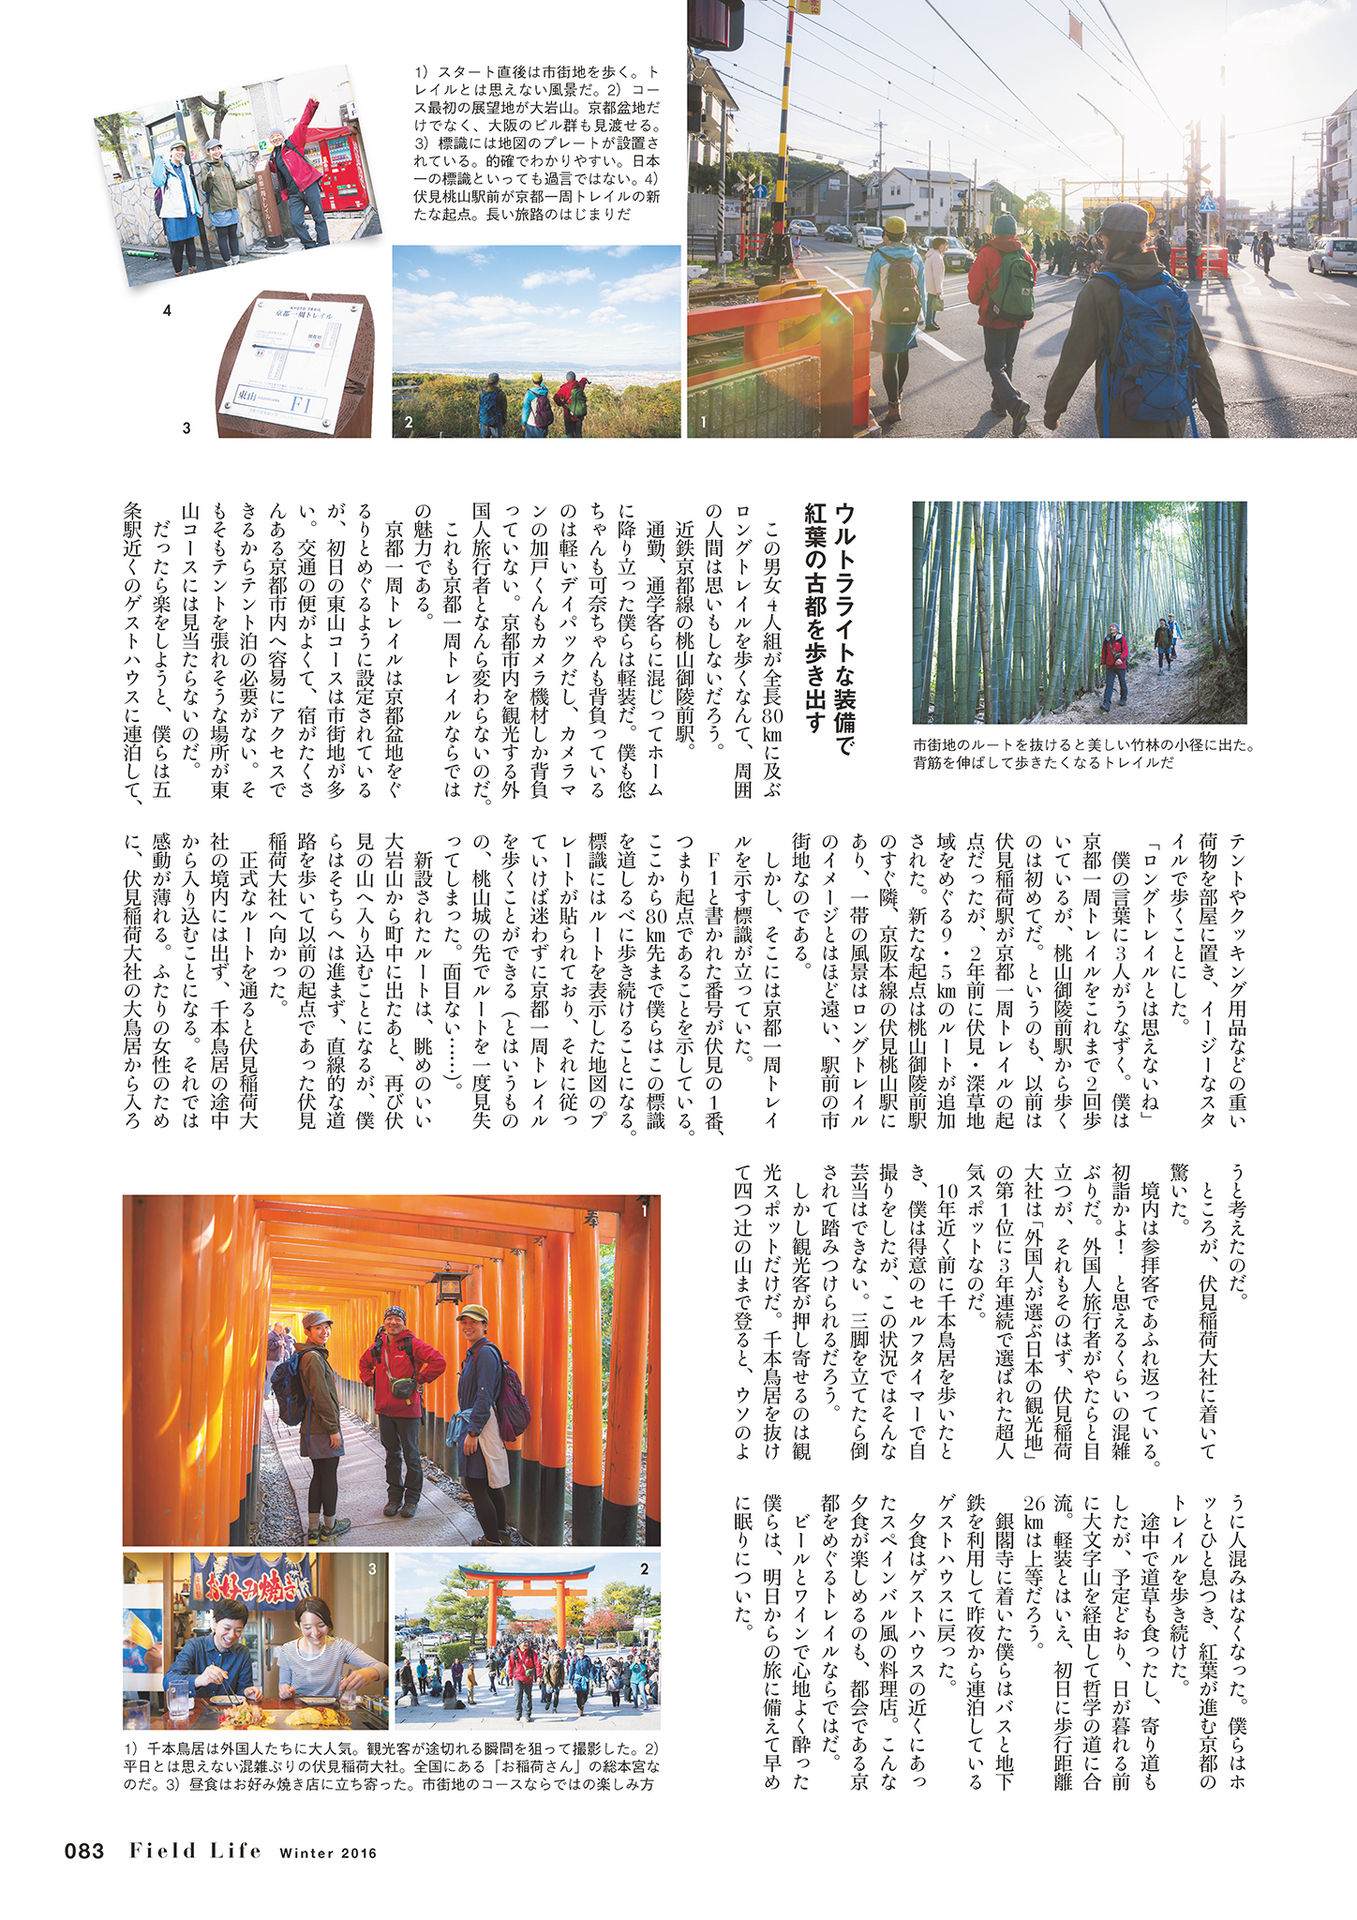 1）スタート直後は市街地を歩く。ト
レイルとは思えない風景だ。2）コー
ス最初の展望地が大岩山。京都盆地だ
けでなく、大阪のビル群も見渡せる。
3）標識には地図のプレートが設置さ
れている。的確でわかりやすい。日本
一の標識といっても過言ではない。4）
伏見桃山駅前が京都一周トレイルの新
たな起点。長い旅路のはじまりだ
4
3
2
1
京都一周トレイル
東山
F1
市街地のルートを抜けると美しい竹林の小径に出た。
背筋を伸ばして歩きたくなるトレイルだ
ウルトラライトな装備で
紅葉の古都を歩き出す
この男女4人組が全長80㎞に及ぶ
ロングトレイルを歩くなんて、周囲
の人間は思いもしないだろう。
近鉄京都線の桃山御陵前駅。
通勤、通学客らに混じってホーム
に降り立った僕らは軽装だ。僕も悠
ちゃんも可奈ちゃんも背負っている
のは軽いデイパックだし、カメラマ
ンの加戸くんもカメラ機材しか背負
っていない。京都市内を観光する外
国人旅行者となんら変わらないのだ。
これも京都一周トレイルならでは
の魅力である。
京都一周トレイルは京都盆地をぐ
るりとめぐるように設定されている
が、初日の東山コースは市街地が多
い。交通の便がよくて、宿がたくさ
んある京都市内へ容易にアクセスで
きるからテント泊の必要がない。そ
もそもテントを張れそうな場所が東
山コースには見当たらないのだ。
だったら楽をしようと、僕らは五
条駅近くのゲストハウスに連泊して、
テントやクッキング用品などの重い
荷物を部屋に置き、イージーなスタ
イルで歩くことにした。
「ロングトレイルとは思えないね」
僕の言葉に3人がうなずく。僕は
京都一周トレイルをこれまで2回歩
いているが、桃山御陵前駅から歩く
のは初めてだ。というのも、以前は
伏見稲荷駅が京都一周トレイルの起
点だったが、2年前に伏見・深草地
域をめぐる9・5㎞のルートが追加
された。新たな起点は桃山御陵前駅
のすぐ隣、京阪本線の伏見桃山駅に
あり、一帯の風景はロングトレイル
のイメージとはほど遠い、駅前の市
街地なのである。
しかし、そこには京都一周トレイ
ルを示す標識が立っていた。
F1と書かれた番号が伏見の1番、
つまり起点であることを示している。
ここから80㎞先まで僕らはこの標識
を道しるべに歩き続けることになる。
標識にはルートを表示した地図のプ
レートが貼られており、それに従っ
ていけば迷わずに京都一周トレイル
を歩くことができる（とはいうもの
の、桃山城の先でルートを一度見失
ってしまった。面目ない……）。
新設されたルートは、眺めのいい
大岩山から町中に出たあと、再び伏
見の山へ入り込むことになるが、僕
らはそちらへは進まず、直線的な道
路を歩いて以前の起点であった伏見
稲荷大社へ向かった。
正式なルートを通ると伏見稲荷大
社の境内には出ず、千本鳥居の途中
から入り込むことになる。それでは
感動が薄れる。ふたりの女性のため
に、伏見稲荷大社の大鳥居から入ろ
うと考えたのだ。
ところが、伏見稲荷大社に着いて
驚いた。
境内は参拝客であふれ返っている。
初詣かよ！　と思えるくらいの混雑
ぶりだ。外国人旅行者がやたらと目
立つが、それもそのはず、伏見稲荷
大社は「外国人が選ぶ日本の観光地」
の第1位に3年連続で選ばれた超人
気スポットなのだ。
10年近く前に千本鳥居を歩いたと
き、僕は得意のセルフタイマーで自
撮りをしたが、この状況ではそんな
芸当はできない。三脚を立てたら倒
されて踏みつけられるだろう。
しかし観光客が押し寄せるのは観
光スポットだけだ。千本鳥居を抜け
て四つ辻の山まで登ると、ウソのよ
うに人混みはなくなった。僕らはホ
ッとひと息つき、紅葉が進む京都の
トレイルを歩き続けた。
途中で道草も食ったし、寄り道も
したが、予定どおり、日が暮れる前
に大文字山を経由して哲学の道に合
流。軽装とはいえ、初日に歩行距離
26㎞は上等だろう。
銀閣寺に着いた僕らはバスと地下
鉄を利用して昨夜から連泊している
ゲストハウスに戻った。
夕食はゲストハウスの近くにあっ
たスペインバル風の料理店。こんな
夕食が楽しめるのも、都会である京
都をめぐるトレイルならではだ。
ビールとワインで心地よく酔った
僕らは、明日からの旅に備えて早め
に眠りについた。
1
奉
3
お好み焼き
2
1）千本鳥居は外国人たちに大人気。観光客が途切れる瞬間を狙って撮影した。2）
平日とは思えない混雑ぶりの伏見稲荷大社。全国にある「お稲荷さん」の総本宮な
のだ。3）昼食はお好み焼き店に立ち寄った。市街地のコースならではの楽しみ方
083 Field Life Winter 2016